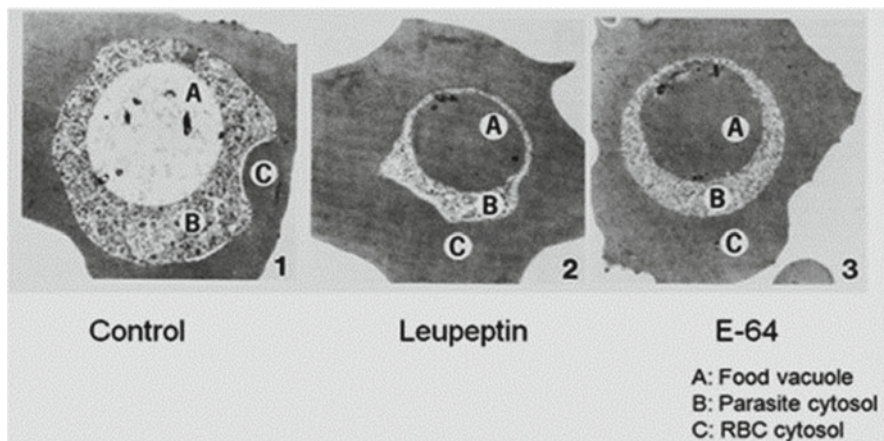 A
C
B
1
A
B
C
2
A
B
C
3
Control
Leupeptin
E-64
A: Food vacuole
B: Parasite cytosol
C: RBC cytosol